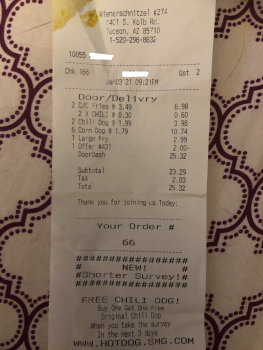 Wienerschnitzel #274
1401 S. Kolb Rd.
Tucson, AZ 85710
1-520-296-8632
10095
Chk 166 Gst 2
Jan03'21 09:21PM
Door/Delivry
2 C/C Fries @ 3.49 6.98
2 X CHILI @ 0.30 0.60
2 Chili Dog @ 1.99 3.98
6 Corn Dog @ 1.79 10.74
1 Large Fry 2.99
1 Offer #431 2.00-
DoorDash 25.32
Subtotal 23.29
TAX 2.03
Total 25.32
Thank you for joining us Today!
Your Order #
66
##################
# NEW! #
#Shorter Survey!#
##################
FREE CHILI DOG!
Buy One Get One Free
Original Chili Dog
When you take the survey
In the next 3 days
WWW.HOTDOG.SMG.COM